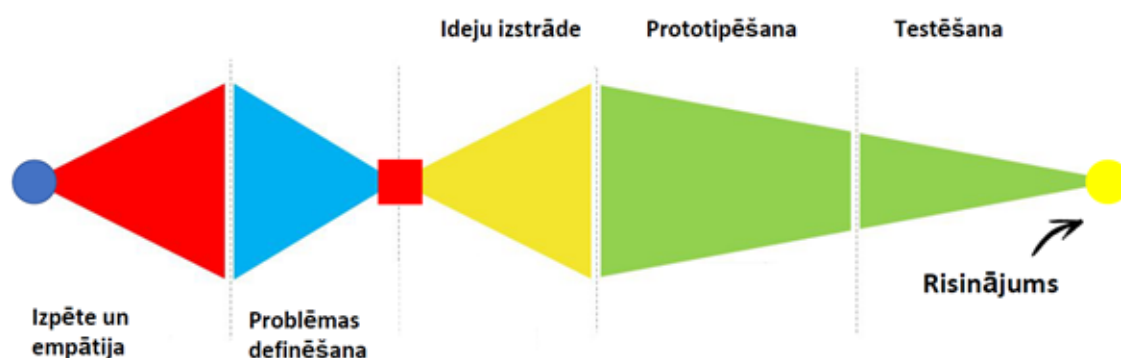 Ideju izstrāde
Prototipēšana
Testēšana
Risinājums
Izpēte un
empātija
Problēmas
definēšana